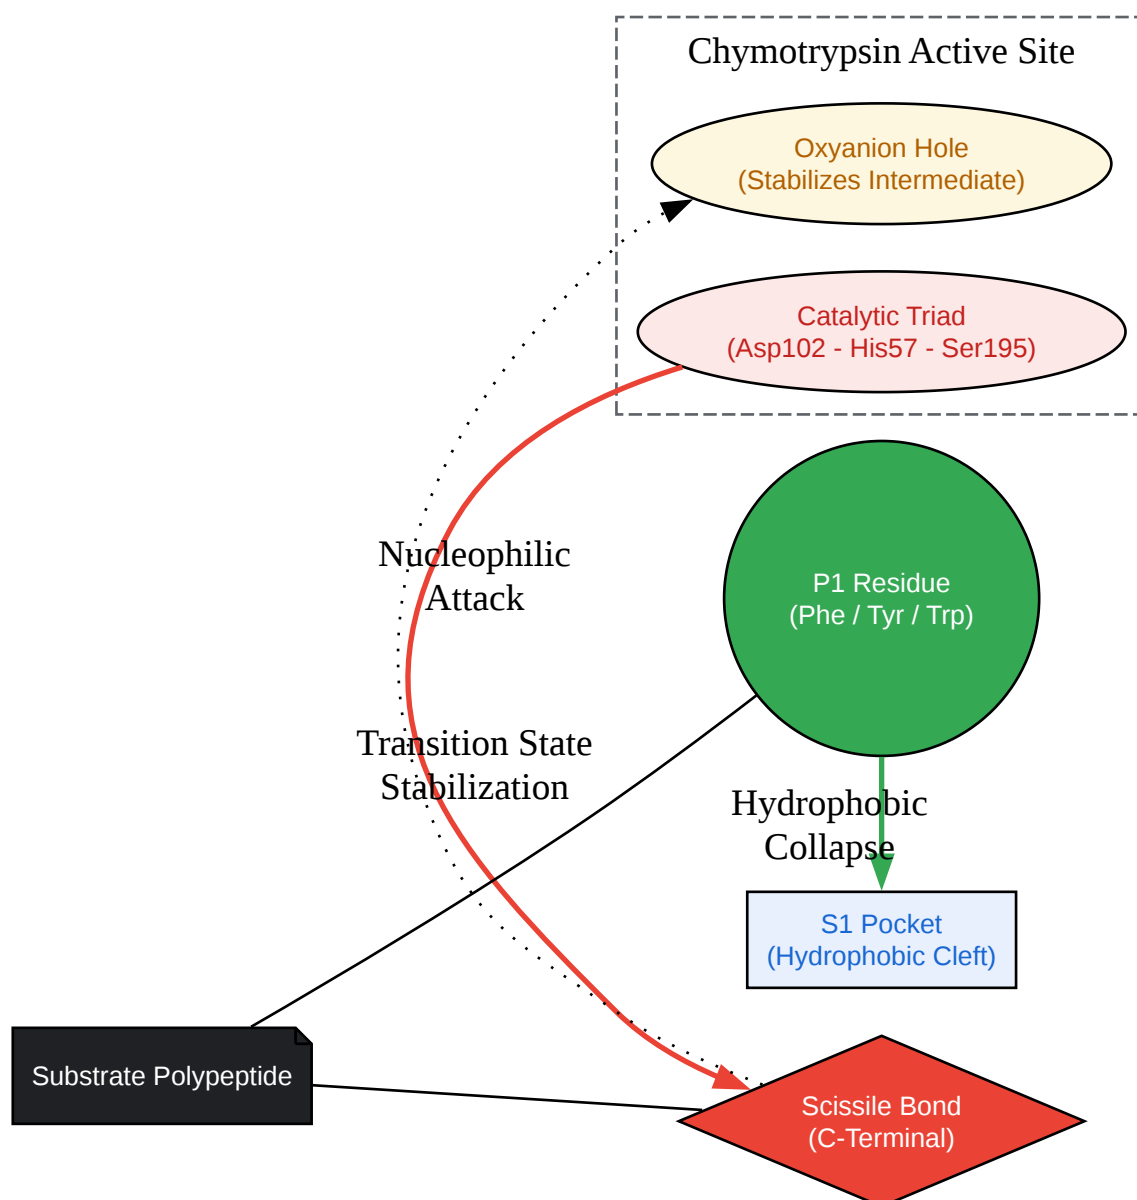 Chymotrypsin Active Site
Oxyanion Hole
(Stabilizes Intermediate)
Catalytic Triad
(Asp102 - His57 - Ser195)
Nucleophilic
Attack
P1 Residue
(Phe / Tyr / Trp)
Transition State
Stabilization
Hydrophobic
Collapse
S1 Pocket
(Hydrophobic Cleft)
Substrate Polypeptide
Scissile Bond
(C-Terminal)